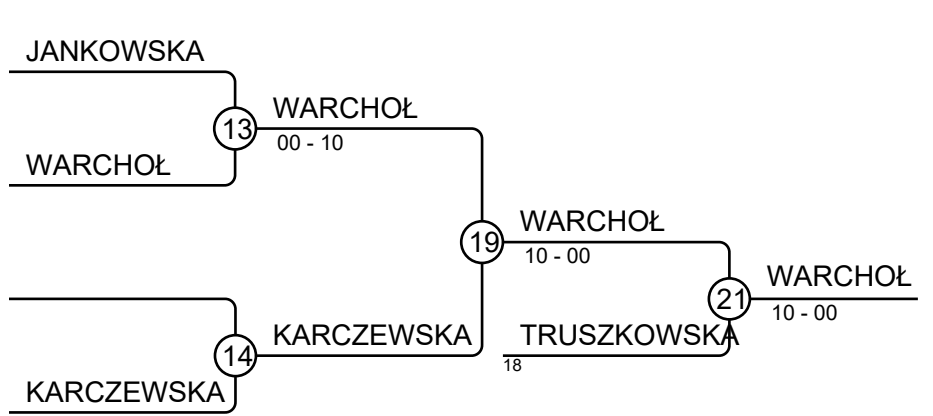 JANKOWSKA
13
WARCHOŁ
00 - 10
WARCHOŁ
WARCHOŁ
19
10 - 00
WARCHOŁ
21
10 - 00
KARCZEWSKA
TRUSZKOWSKA
18
14
KARCZEWSKA